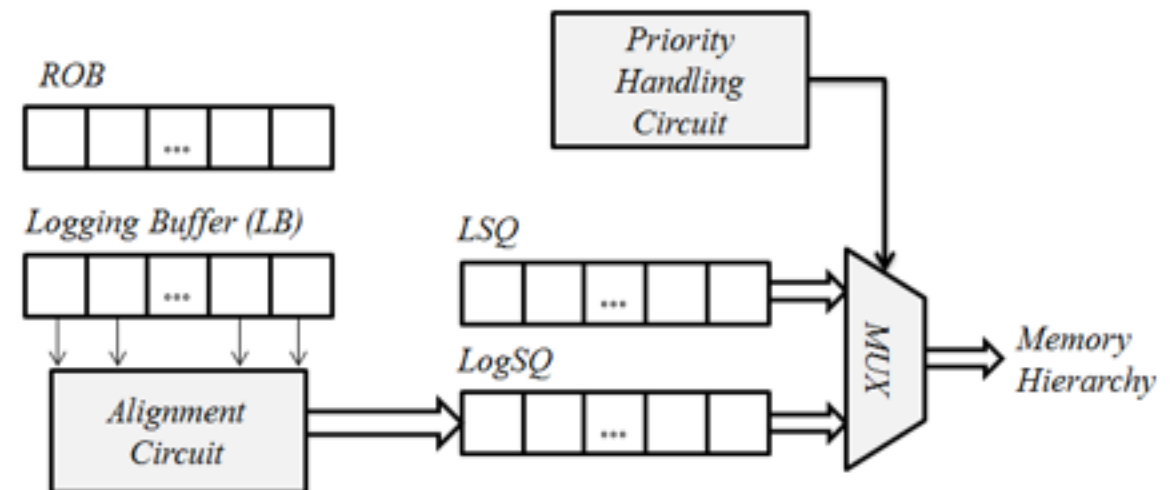 ROB
...
Logging Buffer (LB)
...
Alignment
Circuit
Priority
Handling
Circuit
LSQ
...
LogSQ
...
MUX
Memory
Hierarchy